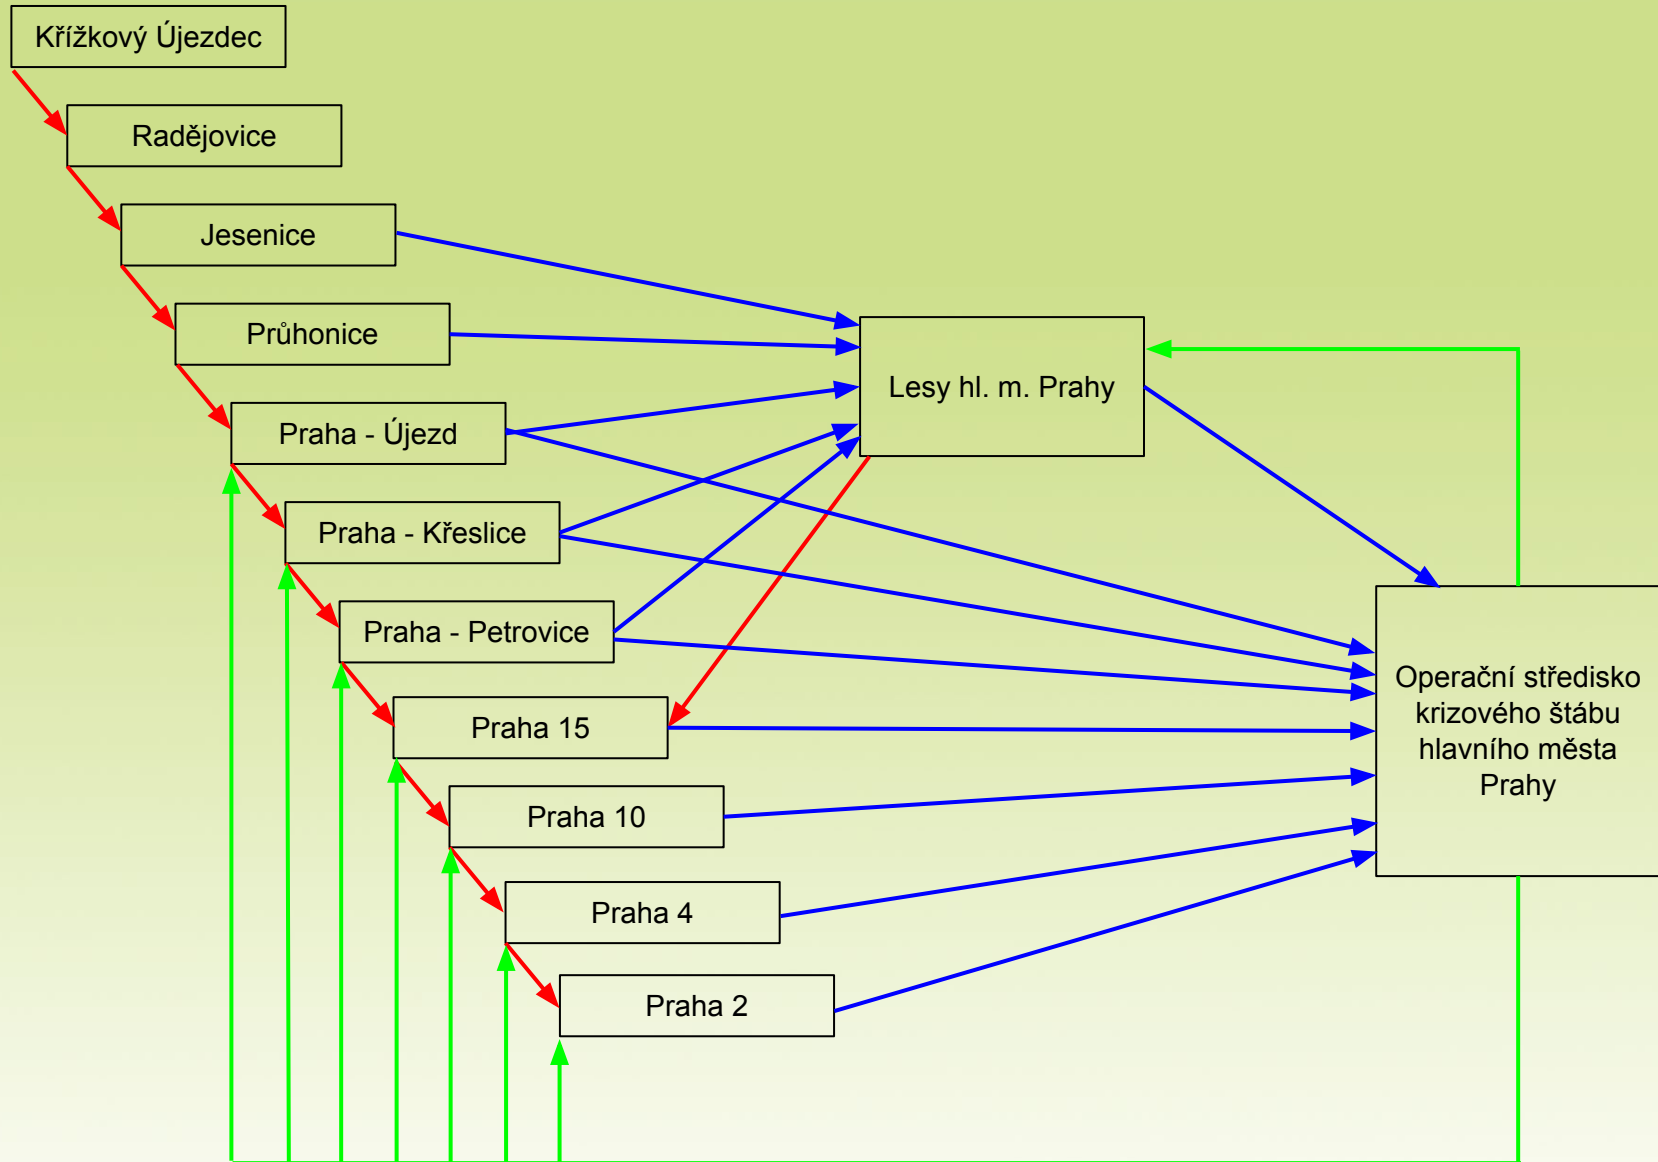 Křížkový Újezdec
Radějovice
Jesenice
Průhonice
Praha - Újezd
Praha - Křeslice
Praha - Petrovice
Praha 15
Praha 10
Praha 4
Praha 2
Lesy hl. m. Prahy
Operační středisko
krizového štábu
hlavního města
Prahy